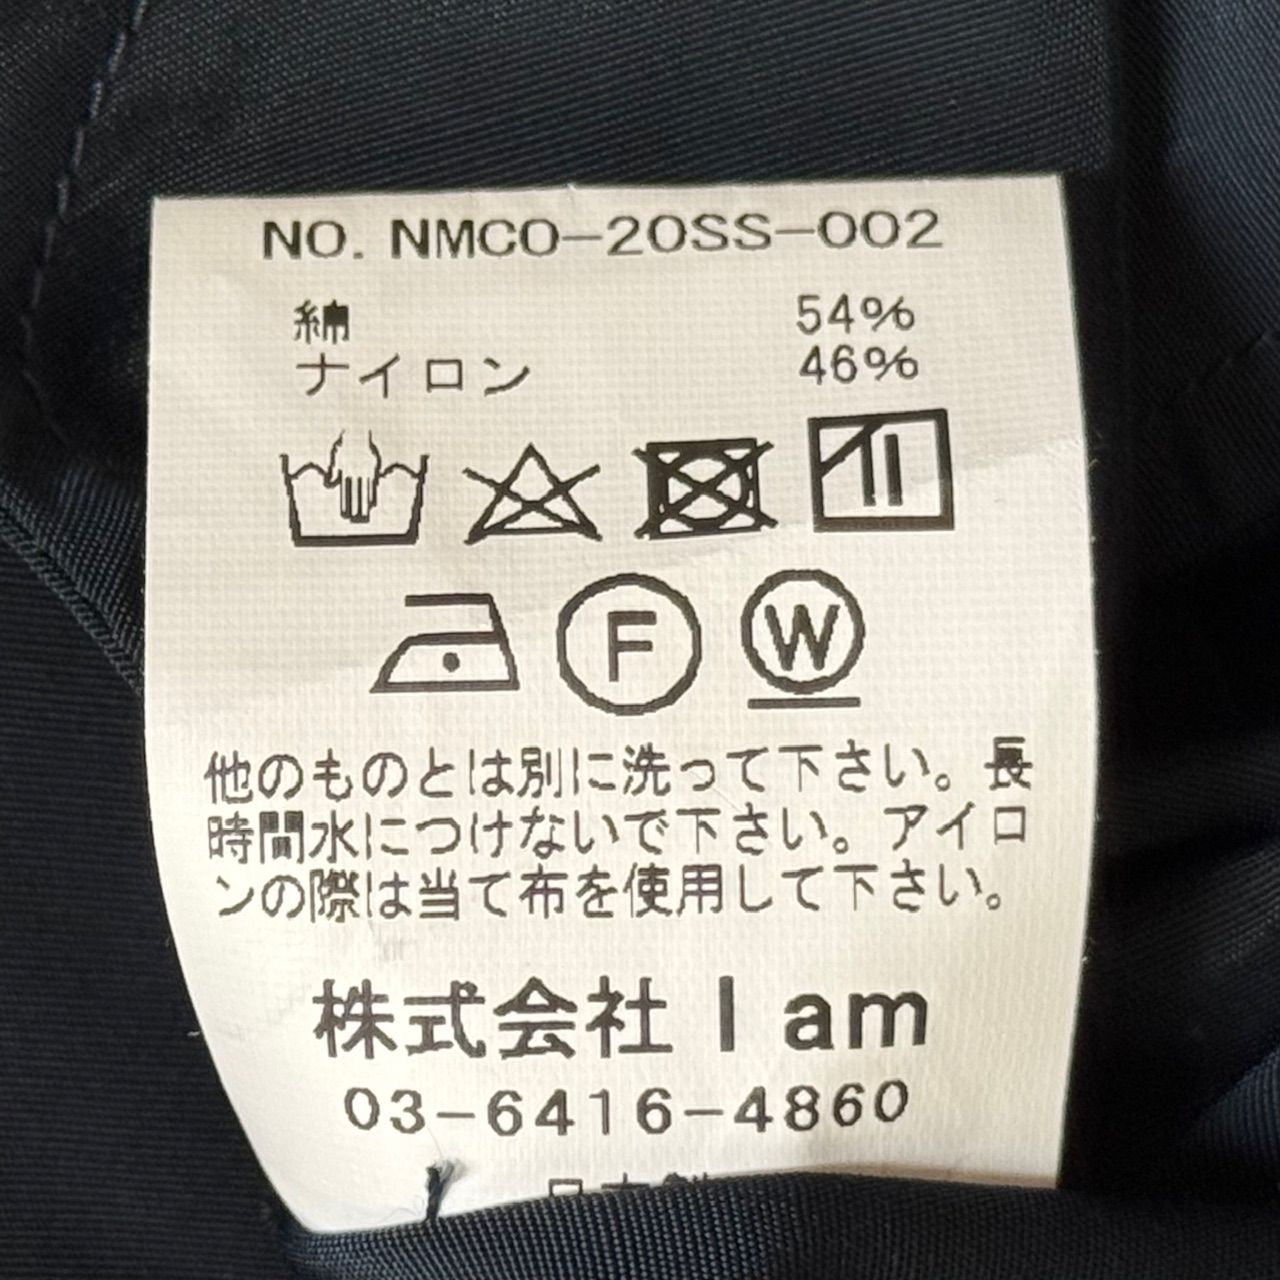 NO. NMCO-20SS-002
綿 54%
ナイロン 46%
F W
他のものとは別に洗って下さい。長
時間水につけないで下さい。アイロ
ンの際は当て布を使用して下さい。
株式会社 I am
03-6416-4860